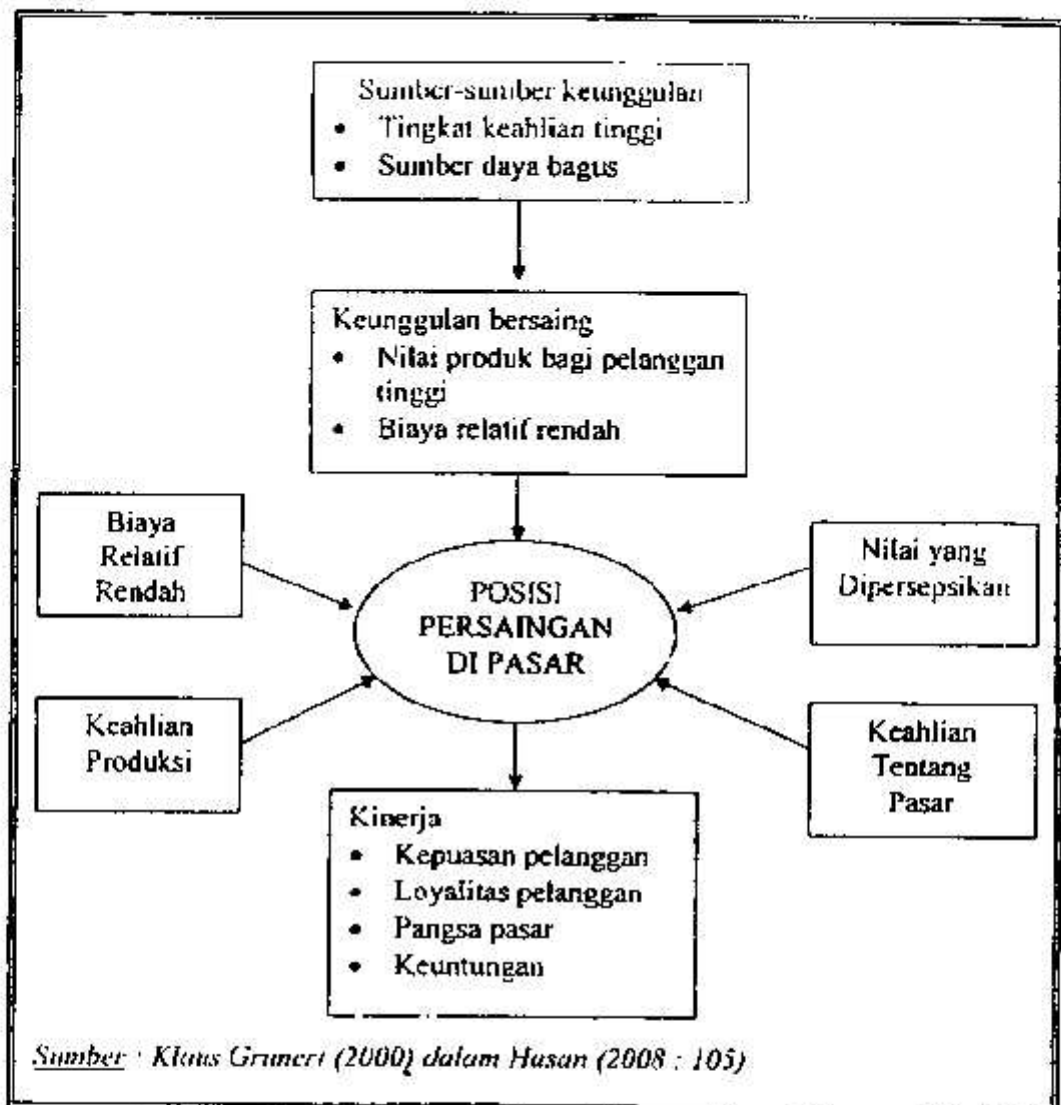 Sumber-sumber keunggulan
• Tingkat keahlian tinggi
• Sumber daya bagus
Keunggulan bersaing
• Nilai produk bagi pelanggan
tinggi
• Biaya relatif rendah
Biaya
Relatif
Rendah
POSISI
PERSAINGAN
DI PASAR
Nilai yang
Dipersepsikan
Keahlian
Produksi
Keahlian
Tentang
Pasar
Kinerja
• Kepuasan pelanggan
• Loyalitas pelanggan
• Pangsa pasar
• Keuntungan
Sumber : Klaus Grunert (2000) dalam Hasan (2008 : 105)